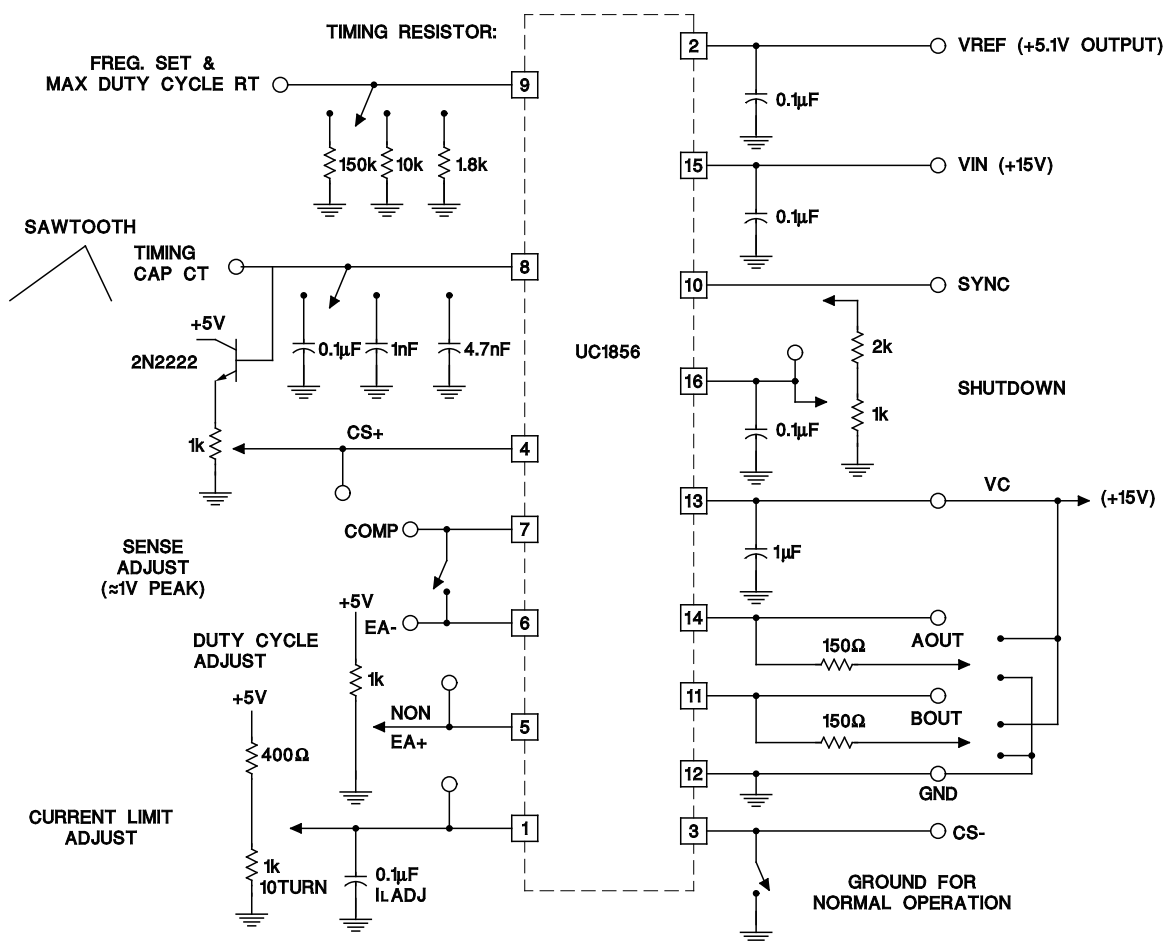 TIMING RESISTOR:
FREG. SET &
MAX DUTY CYCLE RT
9
150k
10k
1.8k
SAWTOOTH
TIMING
CAP CT
8
+5V
2N2222
0.1µF
1nF
4.7nF
1k
CS+
4
COMP
7
SENSE
ADJUST
(≈1V PEAK)
+5V
EA-
6
DUTY CYCLE
ADJUST
1k
NON
EA+
5
+5V
400Ω
CURRENT LIMIT
ADJUST
1
1k
10TURN
0.1µF
IL ADJ
UC1856
2
VREF (+5.1V OUTPUT)
0.1µF
15
VIN (+15V)
0.1µF
10
SYNC
2k
16
SHUTDOWN
0.1µF
1k
13
VC
(+15V)
1µF
14
AOUT
150Ω
11
BOUT
150Ω
12
GND
3
CS-
GROUND FOR
NORMAL OPERATION